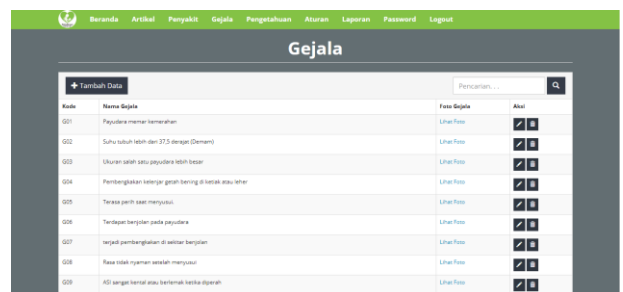 Beranda Artikel Penyakit Gejala Pengetahuan Aturan Laporan Password Logout
Gejala
Tambah Data Pencarian. . .
Kode Nama Gejala Foto Gejala Aksi
G01 Payudara memar kemerahan Lihat Foto
G02 Suhu tubuh lebih dari 37,5 derajat (Demam) Lihat Foto
G03 Ukuran salah satu payudara lebih besar Lihat Foto
G04 Pembengkakan kelenjar getah bening di ketiak atau leher Lihat Foto
G05 Terasa perih saat menyusui. Lihat Foto
G06 Terdapat benjolan pada payudara Lihat Foto
G07 terjadi pembengkakan di sekitar benjolan Lihat Foto
G08 Rasa tidak nyaman setelah menyusui Lihat Foto
G09 ASI sangat kental atau berlemak ketika diperah Lihat Foto